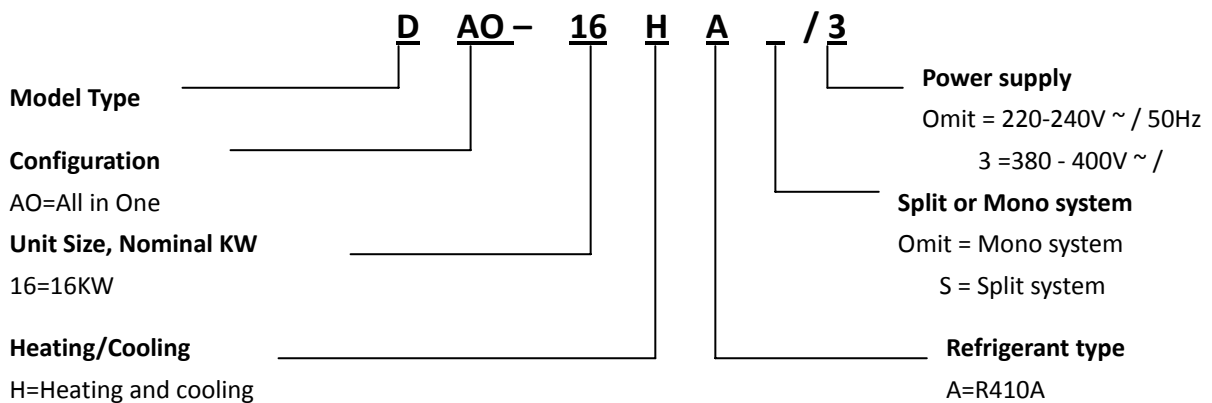 D AO – 16 H A _ / 3
Model Type
Configuration
AO=All in One
Unit Size, Nominal KW
16=16KW
Heating/Cooling
H=Heating and cooling
Power supply
Omit = 220-240V ~ / 50Hz
3 =380 - 400V ~ /
Split or Mono system
Omit = Mono system
S = Split system
Refrigerant type
A=R410A